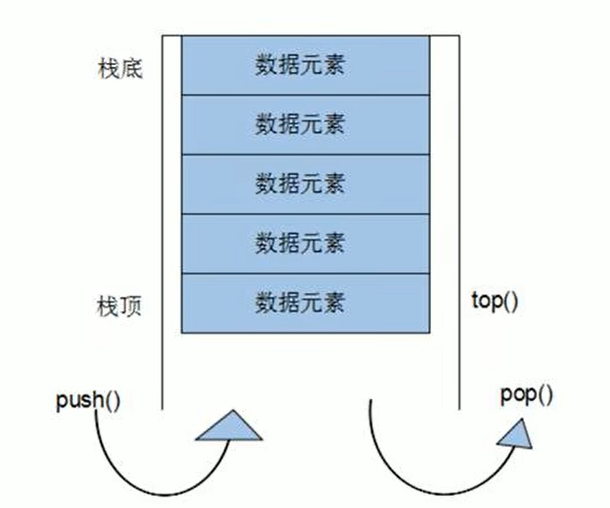 栈底
数据元素
数据元素
数据元素
数据元素
栈顶
数据元素
top()
push()
pop()